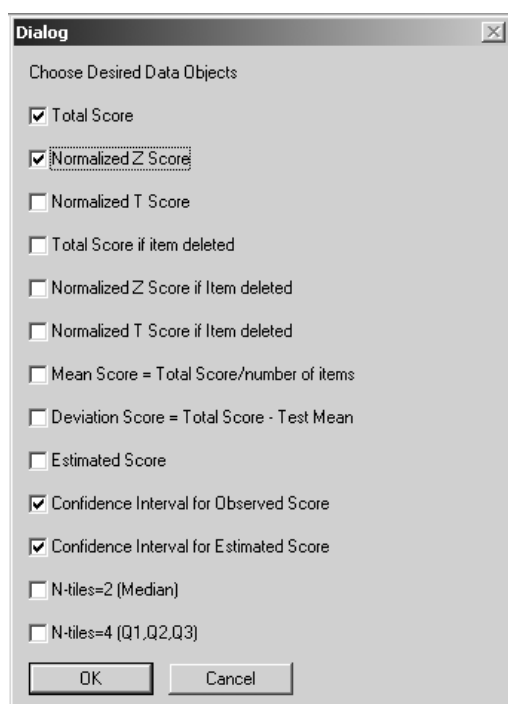 Dialog
Choose Desired Data Objects
Total Score
Normalized Z Score
Normalized T Score
Total Score if item deleted
Normalized Z Score if Item deleted
Normalized T Score if Item deleted
Mean Score = Total Score/number of items
Deviation Score = Total Score - Test Mean
Estimated Score
Confidence Interval for Observed Score
Confidence Interval for Estimated Score
N-tiles=2 (Median)
N-tiles=4 (Q1,Q2,Q3)
OK Cancel